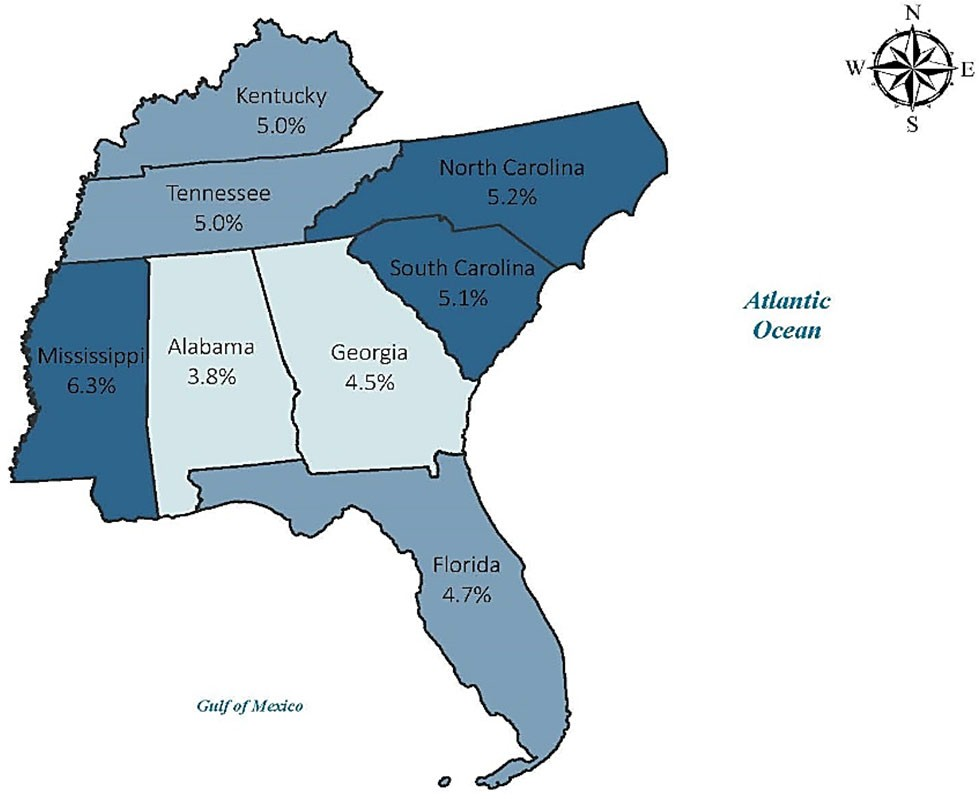 N
W
E
S
Kentucky
5.0%
North Carolina
5.2%
Tennessee
5.0%
South Carolina
5.1%
Atlantic
Ocean
Mississippi
6.3%
Alabama
3.8%
Georgia
4.5%
Florida
4.7%
Gulf of Mexico